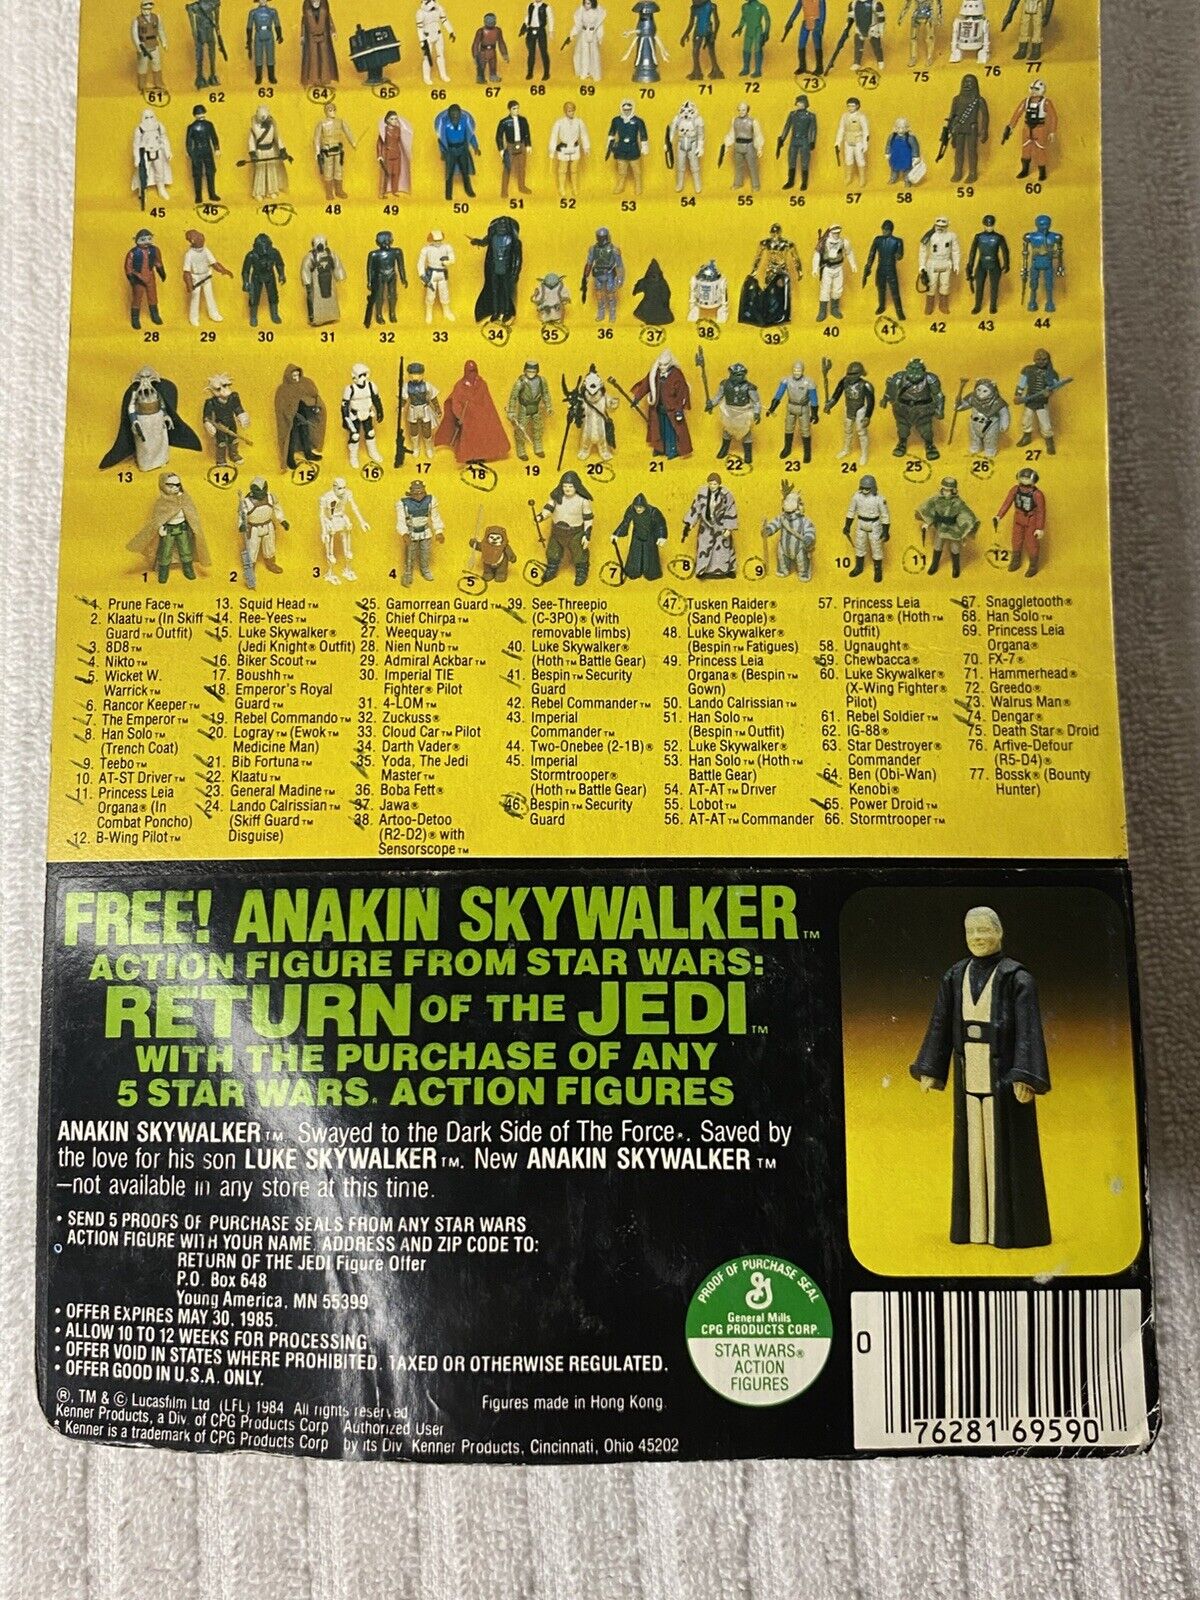 61 62 63 64 65 66 67 68 69 70 71 72 73 74 75 76 77
45 46 47 48 49 50 51 52 53 54 55 56 57 58 59 60
28 29 30 31 32 33 34 35 36 37 38 39 40 41 42 43 44
13 14 15 16 17 18 19 20 21 22 23 24 25 26 27
1 2 3 4 5 6 7 8 9 10 11 12
1. Prune Face™
2. Klaatu™ (In Skiff
Guard™ Outfit)
3. 8D8™
4. Nikto™
5. Wicket W.
Warrick™
6. Rancor Keeper™
7. The Emperor™
8. Han Solo™
(Trench Coat)
9. Teebo™
10. AT-ST Driver™
11. Princess Leia
Organa® (In
Combat Poncho)
12. B-Wing Pilot™
13. Squid Head™
14. Ree-Yees™
15. Luke Skywalker®
(Jedi Knight® Outfit)
16. Biker Scout™
17. Boushh™
18. Emperor's Royal
Guard™
19. Rebel Commando™
20. Logray™ (Ewok™
Medicine Man)
21. Bib Fortuna™
22. Klaatu™
23. General Madine™
24. Lando Calrissian™
(Skiff Guard™
Disguise)
25. Gamorrean Guard™
26. Chief Chirpa™
27. Weequay™
28. Nien Nunb™
29. Admiral Ackbar™
30. Imperial TIE
Fighter® Pilot
31. 4-LOM™
32. Zuckuss®
33. Cloud Car™ Pilot
34. Darth Vader®
35. Yoda, The Jedi
Master™
36. Boba Fett®
37. Jawa®
38. Artoo-Detoo
(R2-D2)® with
Sensorscope™
39. See-Threepio
(C-3PO)® (with
removable limbs)
40. Luke Skywalker®
(Hoth™ Battle Gear)
41. Bespin™ Security
Guard
42. Rebel Commander™
43. Imperial
Commander™
44. Two-Onebee (2-1B)®
45. Imperial
Stormtrooper®
(Hoth™ Battle Gear)
46. Bespin™ Security
Guard
47. Tusken Raider®
(Sand People)®
48. Luke Skywalker®
(Bespin™ Fatigues)
49. Princess Leia
Organa® (Bespin™
Gown)
50. Lando Calrissian™
51. Han Solo™
(Bespin™ Outfit)
52. Luke Skywalker®
53. Han Solo™ (Hoth™
Battle Gear)
54. AT-AT™ Driver
55. Lobot™
56. AT-AT™ Commander
57. Princess Leia
Organa® (Hoth™
Outfit)
58. Ugnaught®
59. Chewbacca®
60. Luke Skywalker®
(X-Wing Fighter®
Pilot)
61. Rebel Soldier™
62. IG-88™
63. Star Destroyer®
Commander
64. Ben (Obi-Wan)
Kenobi®
65. Power Droid™
66. Stormtrooper™
67. Snaggletooth®
68. Han Solo™
69. Princess Leia
Organa®
70. FX-7®
71. Hammerhead®
72. Greedo®
73. Walrus Man®
74. Dengar®
75. Death Star® Droid
76. Arfive-Defour
(R5-D4)®
77. Bossk® (Bounty
Hunter)
FREE! ANAKIN SKYWALKER™
ACTION FIGURE FROM STAR WARS:
RETURN OF THE JEDI™
WITH THE PURCHASE OF ANY
5 STAR WARS® ACTION FIGURES
ANAKIN SKYWALKER™. Swayed to the Dark Side of The Force®. Saved by
the love for his son LUKE SKYWALKER™. New ANAKIN SKYWALKER™
—not available in any store at this time.
• SEND 5 PROOFS OF PURCHASE SEALS FROM ANY STAR WARS
ACTION FIGURE WITH YOUR NAME, ADDRESS AND ZIP CODE TO:
RETURN OF THE JEDI Figure Offer
P.O. Box 648
Young America, MN 55399
• OFFER EXPIRES MAY 30, 1985.
• ALLOW 10 TO 12 WEEKS FOR PROCESSING.
• OFFER VOID IN STATES WHERE PROHIBITED, TAXED OR OTHERWISE REGULATED.
• OFFER GOOD IN U.S.A. ONLY.
®, TM & © Lucasfilm Ltd. (LFL) 1984 All rights reserved
Kenner Products, a Div. of CPG Products Corp Authorized User
* Kenner is a trademark of CPG Products Corp by its Div. Kenner Products, Cincinnati, Ohio 45202
Figures made in Hong Kong.
PROOF OF PURCHASE SEAL
G
General Mills
CPG PRODUCTS CORP.
STAR WARS®
ACTION
FIGURES
0 76281 69590